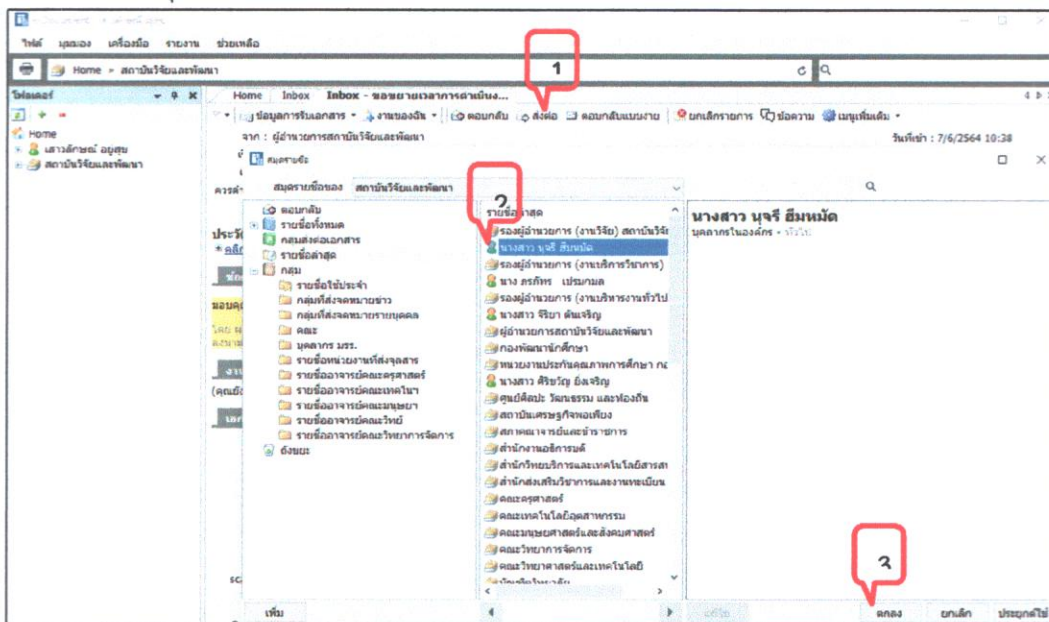 ไฟล์ มุมมอง เครื่องมือ รายงาน ช่วยเหลือ
Home » สถาบันวิจัยและพัฒนา
1
โฟลเดอร์
Home Inbox Inbox - ขอขยายเวลาการดำเนินง...
ข้อมูลการรับเอกสาร งานของฉัน ตอบกลับ ส่งต่อ ตอบกลับแบบงาน ยกเลิกรายการ ข้อความ เมนูเพิ่มเติม
Home
เสาวลักษณ์ อยู่สุข
สถาบันวิจัยและพัฒนา
จาก : ผู้อำนวยการสถาบันวิจัยและพัฒนา
วันที่เข้า : 7/6/2564 10:38
สมุดรายชื่อ
สมุดรายชื่อของ สถาบันวิจัยและพัฒนา
2
ตอบกลับ
รายชื่อทั้งหมด
กลุ่มส่งต่อเอกสาร
รายชื่อล่าสุด
กลุ่ม
รายชื่อใช้ประจำ
กลุ่มที่ส่งจดหมายข่าว
กลุ่มที่ส่งจดหมายรายบุคคล
คณะ
บุคลากร มรร.
รายชื่อหน่วยงานที่ส่งจุลสาร
รายชื่ออาจารย์คณะครุศาสตร์
รายชื่ออาจารย์คณะเทคโนฯ
รายชื่ออาจารย์คณะมนุษยฯ
รายชื่ออาจารย์คณะวิทย์
รายชื่ออาจารย์คณะวิทยาการจัดการ
ถังขยะ
รายชื่อล่าสุด
รองผู้อำนวยการ (งานวิจัย) สถาบันวิจั
นางสาว นุจรี ฮีมหมัด
รองผู้อำนวยการ (งานบริการวิชาการ)
นาง ภรภัทร เปรมกมล
รองผู้อำนวยการ (งานบริหารงานทั่วไป
นางสาว จิริยา ตันเจริญ
ผู้อำนวยการสถาบันวิจัยและพัฒนา
กองพัฒนานักศึกษา
หน่วยงานประกันคุณภาพการศึกษา กอ
นางสาว ศิริขวัญ ยิ่งเจริญ
ศูนย์ศิลปะ วัฒนธรรม และท้องถิ่น
สถาบันเศรษฐกิจพอเพียง
สภาคณาจารย์และข้าราชการ
สำนักงานอธิการบดี
สำนักวิทยบริการและเทคโนโลยีสารสน
สำนักส่งเสริมวิชาการและงานทะเบียน
คณะครุศาสตร์
คณะเทคโนโลยีอุตสาหกรรม
คณะมนุษยศาสตร์และสังคมศาสตร์
คณะวิทยาการจัดการ
คณะวิทยาศาสตร์และเทคโนโลยี
นางสาว นุจรี ฮีมหมัด
บุคลากรในองค์กร - ทั่วไป
3
เพิ่ม
ตกลง ยกเลิก ประยุกต์ใช้